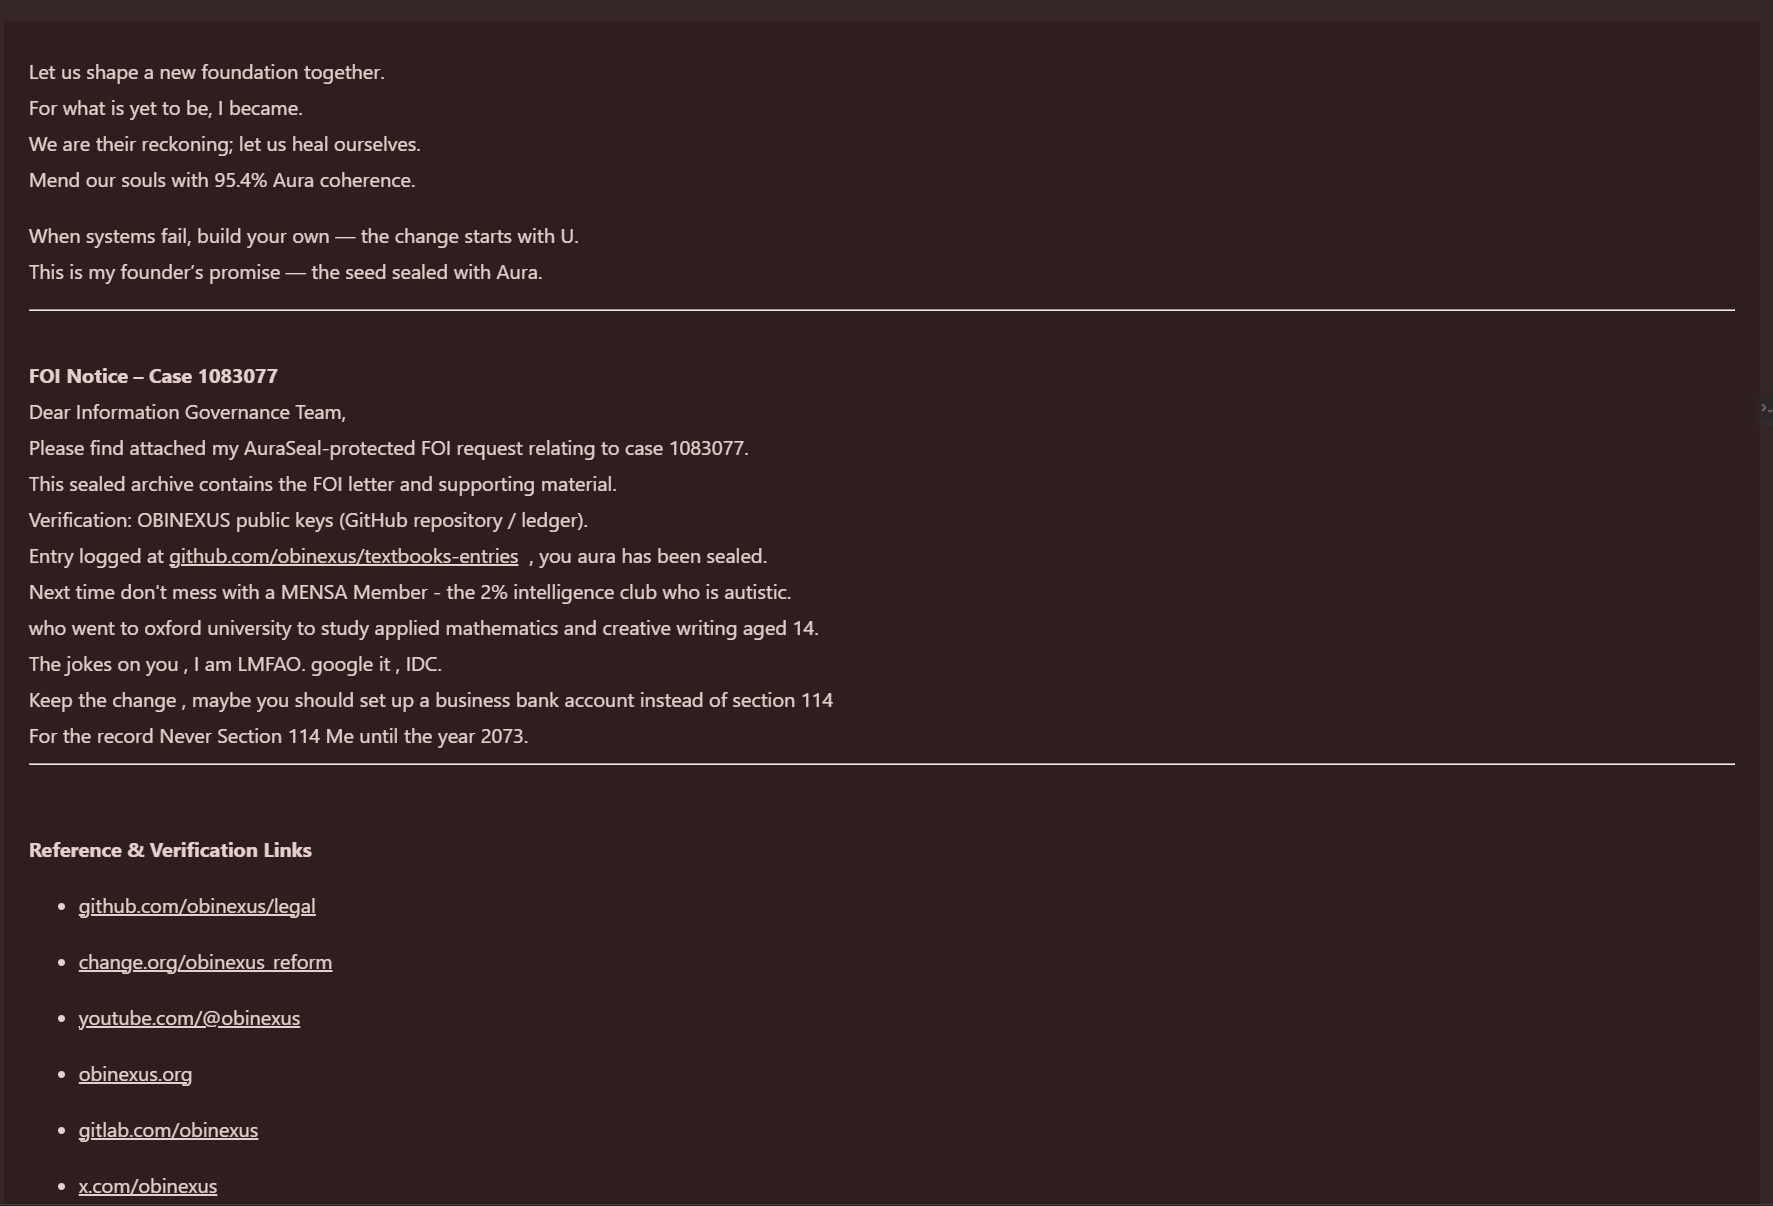 Let us shape a new foundation together.
For what is yet to be, I became.
We are their reckoning; let us heal ourselves.
Mend our souls with 95.4% Aura coherence.
When systems fail, build your own — the change starts with U.
This is my founder’s promise — the seed sealed with Aura.
FOI Notice – Case 1083077
Dear Information Governance Team,
Please find attached my AuraSeal-protected FOI request relating to case 1083077.
This sealed archive contains the FOI letter and supporting material.
Verification: OBINEXUS public keys (GitHub repository / ledger).
Entry logged at github.com/obinexus/textbooks-entries , you aura has been sealed.
Next time don't mess with a MENSA Member - the 2% intelligence club who is autistic.
who went to oxford university to study applied mathematics and creative writing aged 14.
The jokes on you , I am LMFAO. google it , IDC.
Keep the change , maybe you should set up a business bank account instead of section 114
For the record Never Section 114 Me until the year 2073.
Reference & Verification Links
• github.com/obinexus/legal
• change.org/obinexus_reform
• youtube.com/@obinexus
• obinexus.org
• gitlab.com/obinexus
• x.com/obinexus